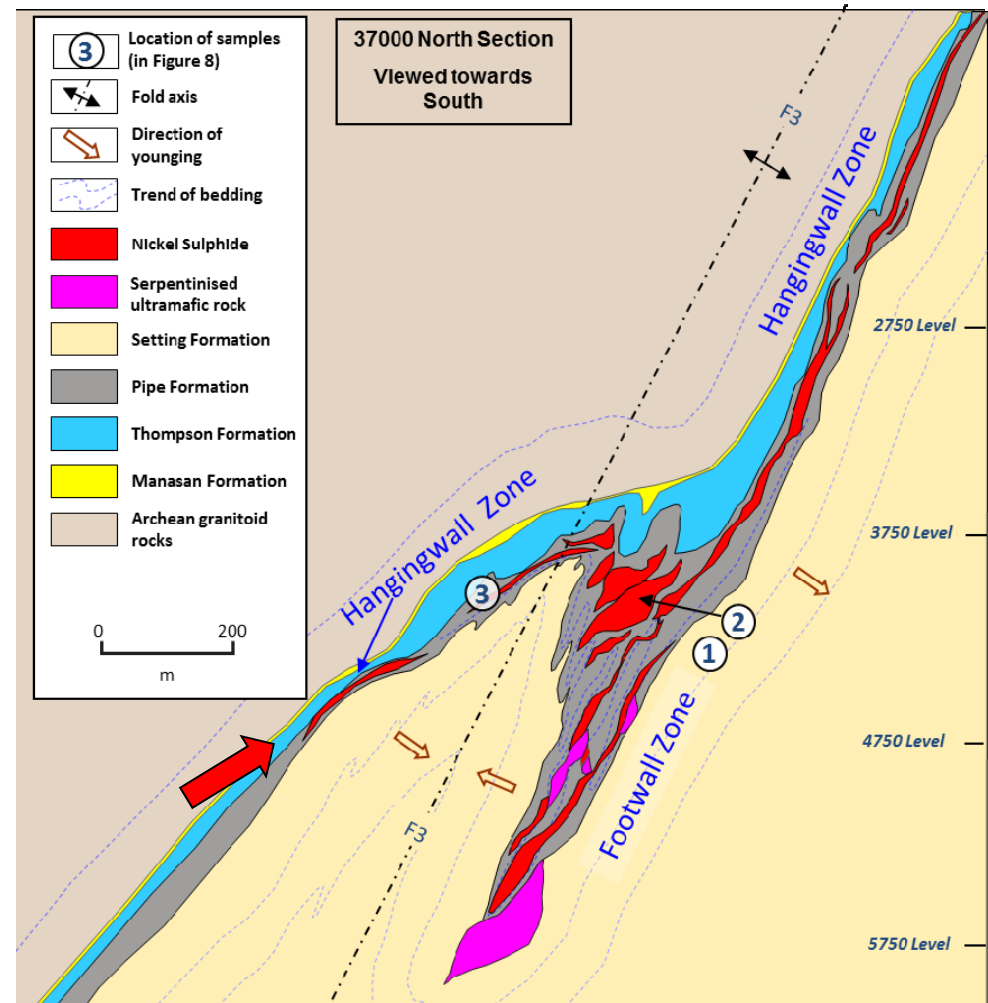 3
Location of samples
(in Figure 8)
Fold axis
Direction of
younging
Trend of bedding
Nickel Sulphide
Serpentinised
ultramafic rock
Setting Formation
Pipe Formation
Thompson Formation
Manasan Formation
Archean granitoid
rocks
0 200
m
37000 North Section
Viewed towards
South
F3
Hangingwall Zone
2750 Level
Hangingwall Zone
3750 Level
3
2
1
4750 Level
Footwall Zone
F3
5750 Level